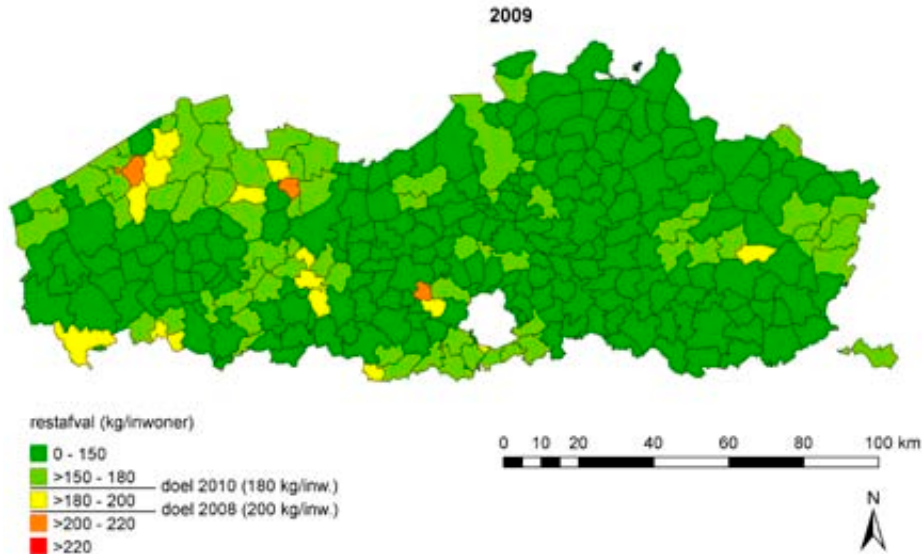 2009
restafval (kg/inwoner)
0 - 150
>150 - 180
doel 2010 (180 kg/inw.)
>180 - 200
doel 2008 (200 kg/inw.)
>200 - 220
>220
0 10 20 40 60 80 100 km
N